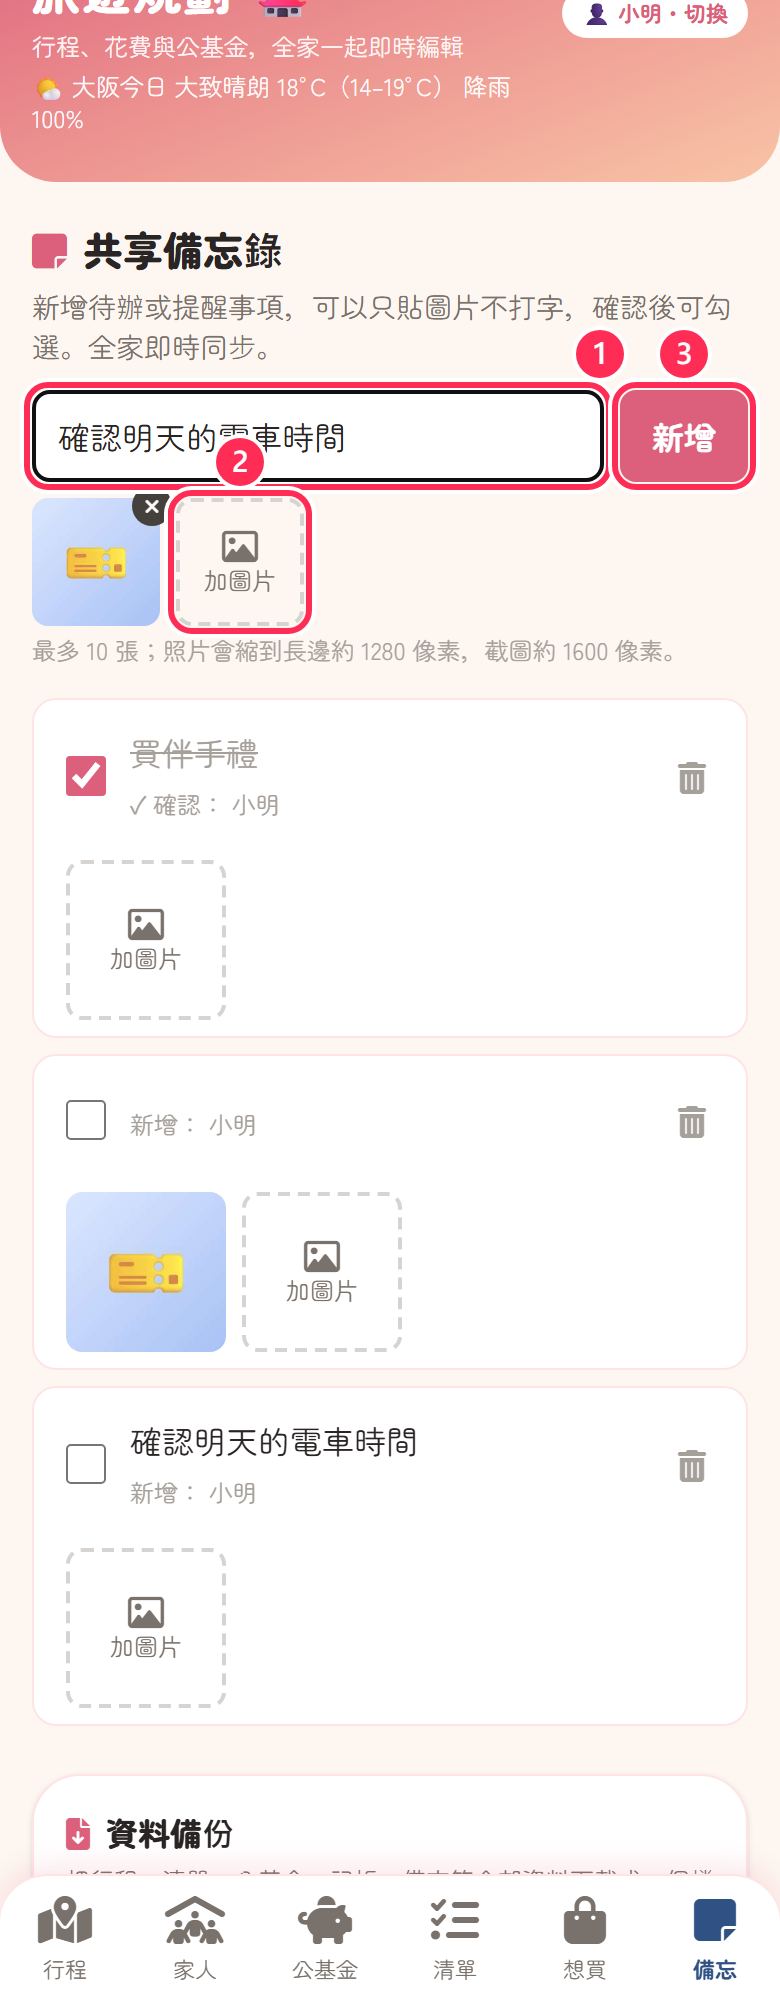 旅遊規劃
小明・切換
行程、花費與公基金，全家一起即時編輯
大阪今日 大致晴朗 18°C（14–19°C） 降雨
100%
共享備忘錄
新增待辦或提醒事項，可以只貼圖片不打字，確認後可勾
選。全家即時同步。
1
3
確認明天的電車時間
新增
2
加圖片
最多 10 張；照片會縮到長邊約 1280 像素，截圖約 1600 像素。
買伴手禮
✓ 確認： 小明
加圖片
新增： 小明
加圖片
確認明天的電車時間
新增： 小明
加圖片
資料備份
行程
家人
公基金
清單
想買
備忘